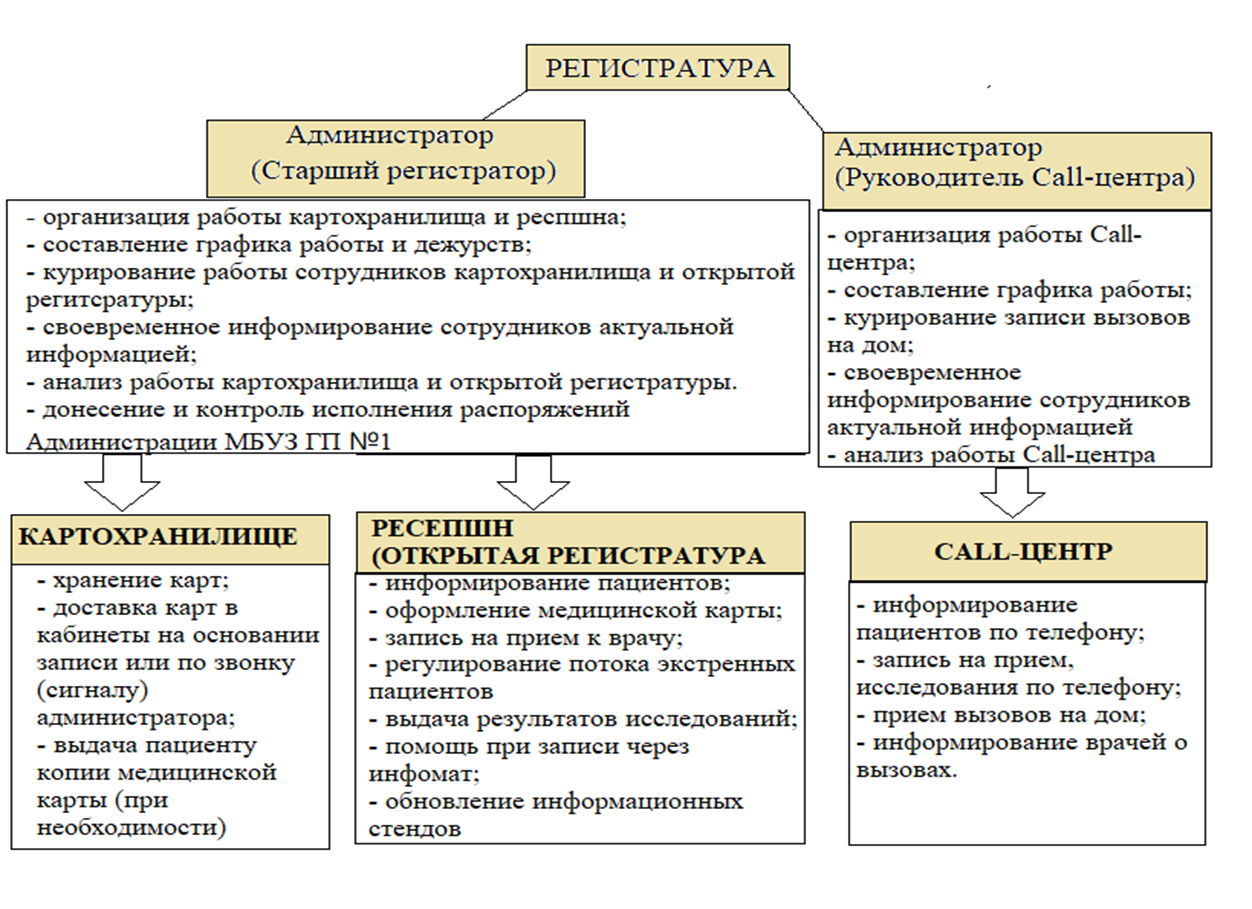 РЕГИСТРАТУРА
Администратор
(Старший регистратор)
- организация работы картохранилища и респшна;
- составление графика работы и дежурств;
- курирование работы сотрудников картохранилища и открытой
регитсратуры;
- своевременное информирование сотрудников актуальной
информацией;
- анализ работы картохранилища и открытой регистратуры.
- донесение и контроль исполнения распоряжений
Администрации МБУЗ ГП №1
Администратор
(Руководитель Call-центра)
- организация работы Call-
центра;
- составление графика работы;
- курирование записи вызовов
на дом;
- своевременное
информирование сотрудников
актуальной информацией
- анализ работы Call-центра
КАРТОХРАНИЛИЩЕ
- хранение карт;
- доставка карт в
кабинеты на основании
записи или по звонку
(сигналу)
администратора;
- выдача пациенту
копии медицинской
карты (при
необходимости)
РЕСЕПШН
(ОТКРЫТАЯ РЕГИСТРАТУРА
- информирование пациентов;
- оформление медицинской карты;
- запись на прием к врачу;
- регулирование потока экстренных
пациентов
- выдача результатов исследований;
- помощь при записи через
инфомат;
- обновление информационных
стендов
CALL-ЦЕНТР
- информирование
пациентов по телефону;
- запись на прием,
исследования по телефону;
- прием вызовов на дом;
- информирование врачей о
вызовах.